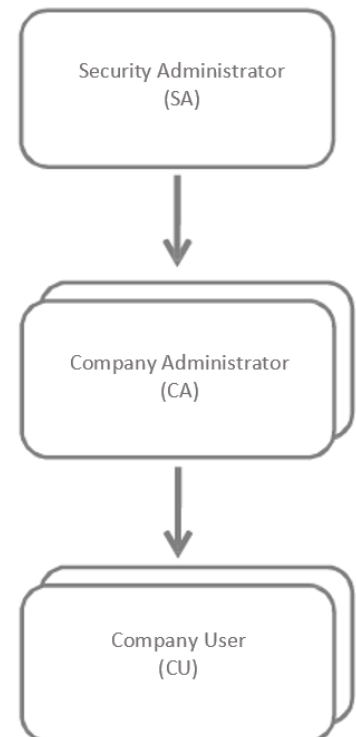 Security Administrator
(SA)
Company Administrator
(CA)
Company User
(CU)